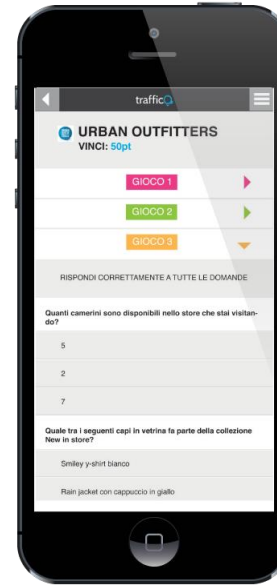 trafficQ
URBAN OUTFITTERS
VINCI: 50pt
GIOCO 1
GIOCO 2
GIOCO 3
RISPONDI CORRETTAMENTE A TUTTE LE DOMANDE
Quanti camerini sono disponibili nello store che stai visitan-
do?
5
2
7
Quale tra i seguenti capi in vetrina fa parte della collezione
New in store?
Smiley y-shirt bianco
Rain jacket con cappuccio in giallo